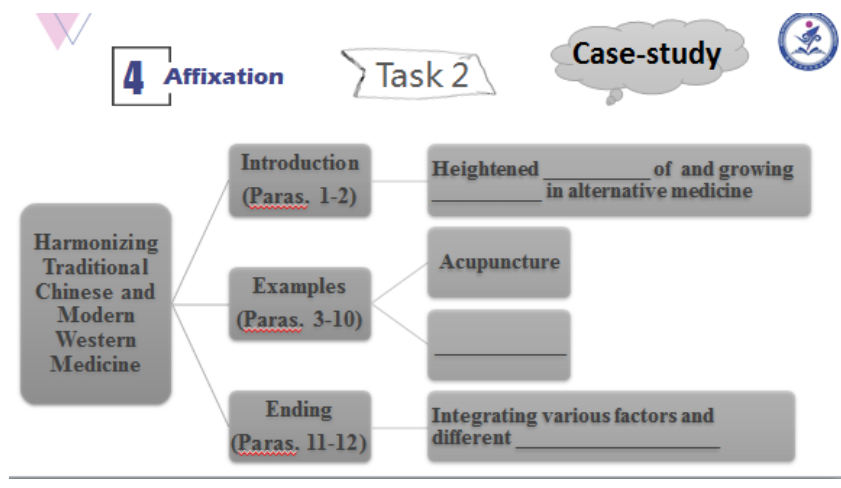 4 Affixation
Task 2
Case-study
Harmonizing
Traditional
Chinese and
Modern
Western
Medicine
Introduction
(Paras. 1-2)
Heightened __________ of and growing
__________ in alternative medicine
Examples
(Paras. 3-10)
Acupuncture
____________
Ending
(Paras. 11-12)
Integrating various factors and
different ___________________